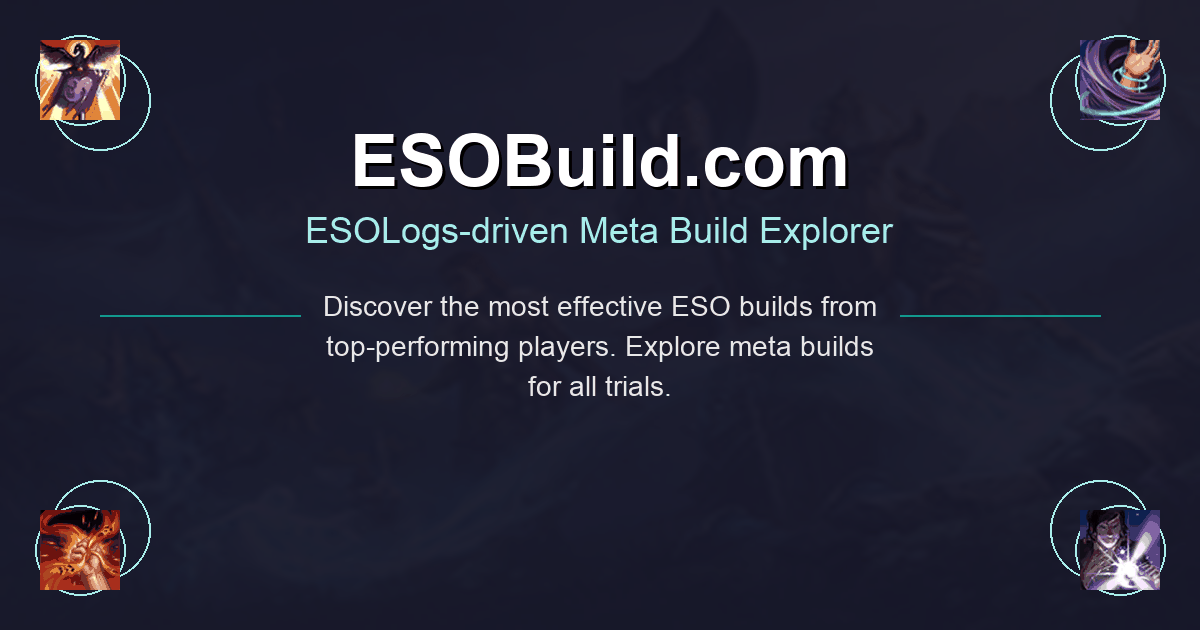 ESOBuild.com
ESOLogs-driven Meta Build Explorer
Discover the most effective ESO builds from
top-performing players. Explore meta builds
for all trials.